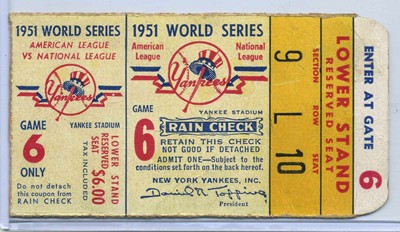 1951 WORLD SERIES
AMERICAN LEAGUE
VS NATIONAL LEAGUE
Yankees
YANKEE STADIUM
GAME
6
ONLY
LOWER STAND
RESERVED SEAT
$6.00
TAX INCLUDED
Do not detach
this coupon from
RAIN CHECK
1951 WORLD SERIES
American
League
National
League
Yankees
YANKEE STADIUM
GAME
6
RAIN CHECK
RETAIN THIS CHECK
NOT GOOD IF DETACHED
ADMIT ONE—Subject to the
conditions set forth on the back hereof.
NEW YORK YANKEES, INC.
Daniel R. Topping
President
9 L 10
SECTION ROW SEAT
LOWER STAND
RESERVED SEAT
ENTER AT GATE 6